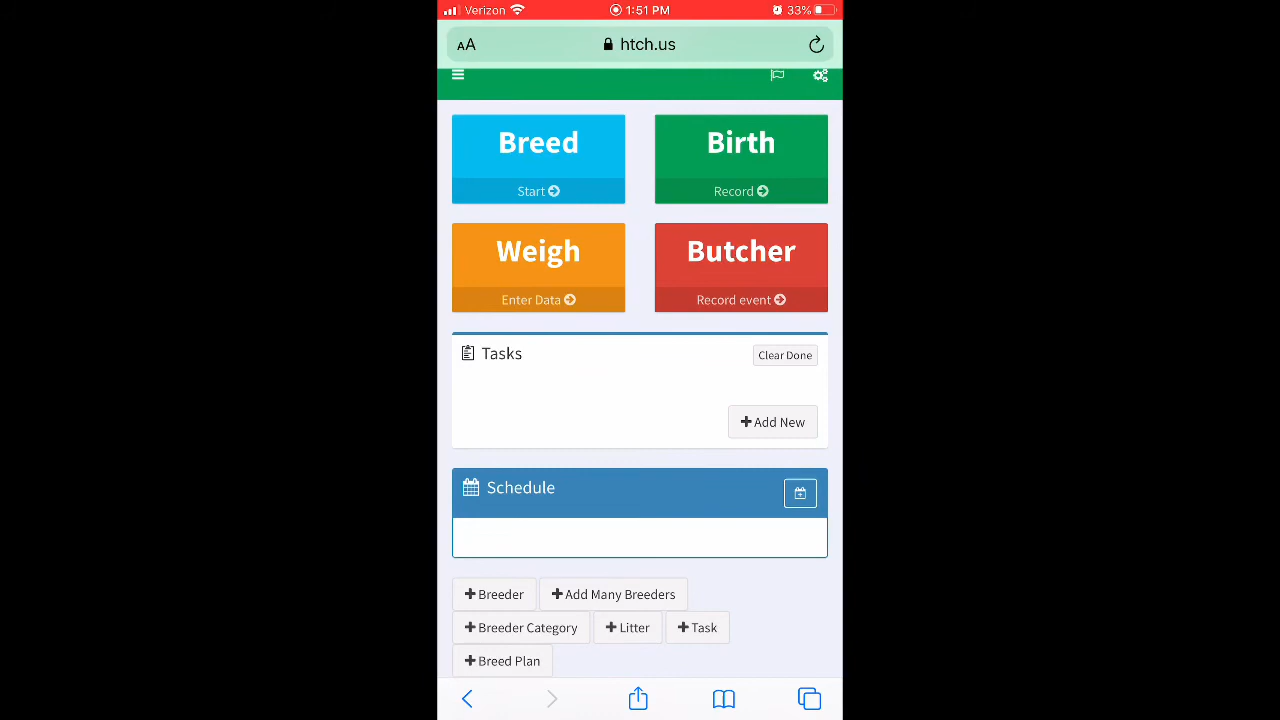 Verizon 1:51 PM 33%
AA htch.us
Breed Birth
Start Record
Weigh Butcher
Enter Data Record event
Tasks Clear Done
Add New
Schedule
Breeder Add Many Breeders
Breeder Category Litter Task
Breed Plan